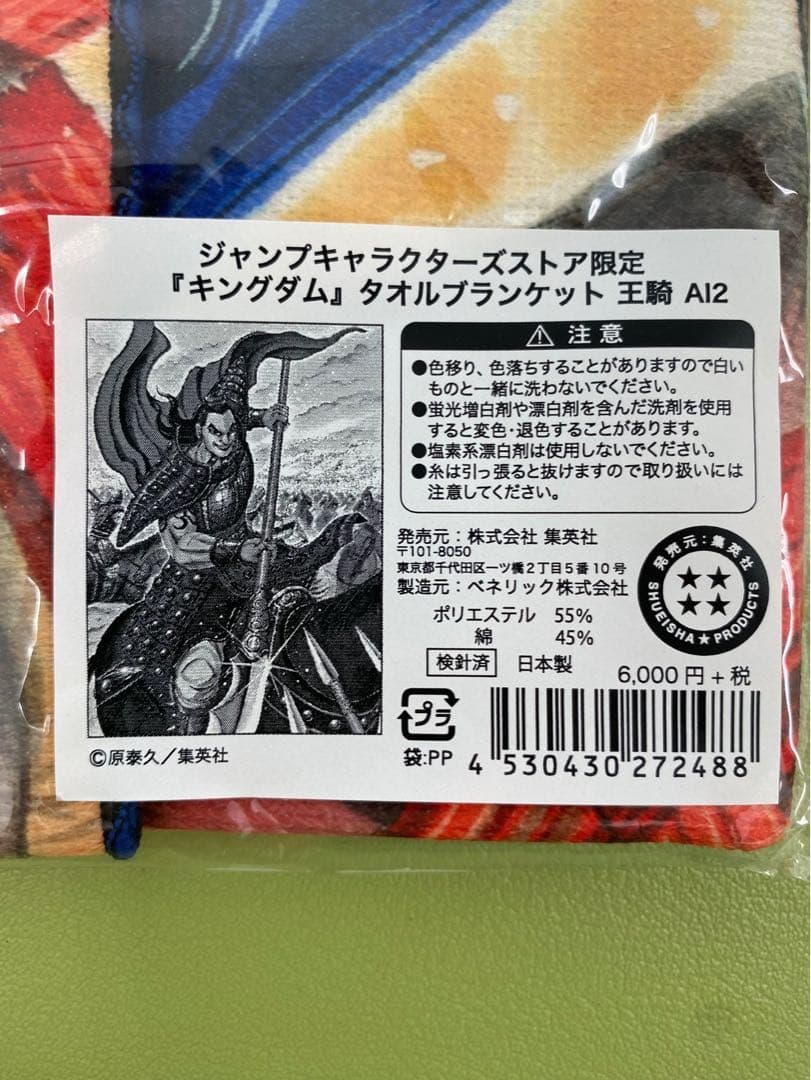 ジャンプキャラクターズストア限定
『キングダム』タオルブランケット 王騎 AI2
⚠ 注意
●色移り、色落ちすることがありますので白い
ものと一緒に洗わないでください。
●蛍光増白剤や漂白剤を含んだ洗剤を使用
すると変色・退色することがあります。
●塩素系漂白剤は使用しないでください。
●糸は引っ張ると抜けますので取り扱いには
注意してください。
発売元：株式会社 集英社
〒101-8050
東京都千代田区一ツ橋2丁目5番10号
製造元：ベネリック株式会社
ポリエステル 55%
綿 45%
検針済 日本製
6,000円+税
発売元：集英社
SHUEISHA★PRODUCTS
プラ
袋:PP
4 530430 272488
©原泰久／集英社